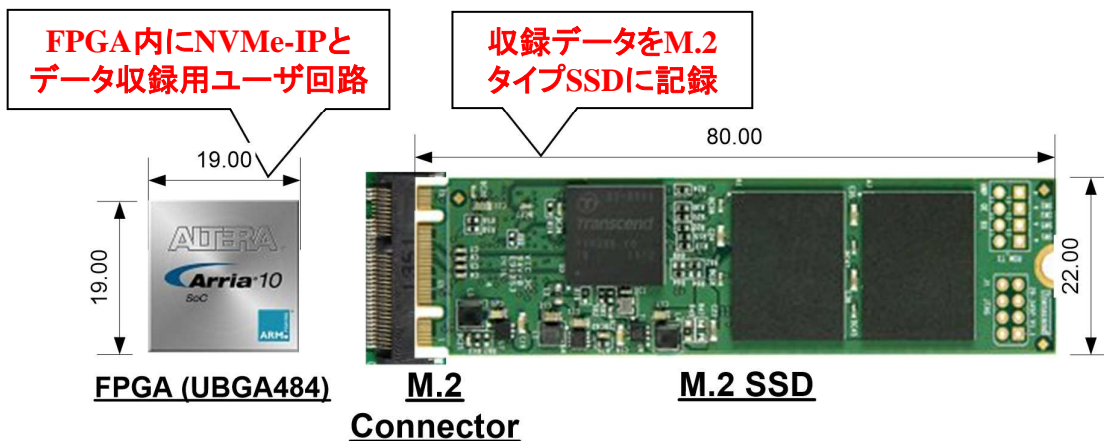 FPGA内にNVMe-IPと
データ収録用ユーザ回路
収録データをM.2
タイプSSDに記録
80.00
19.00
19.00
22.00
ALTERA
Arria 10
SoC
ARM
Transcend
FPGA (UBGA484)
M.2
Connector
M.2 SSD